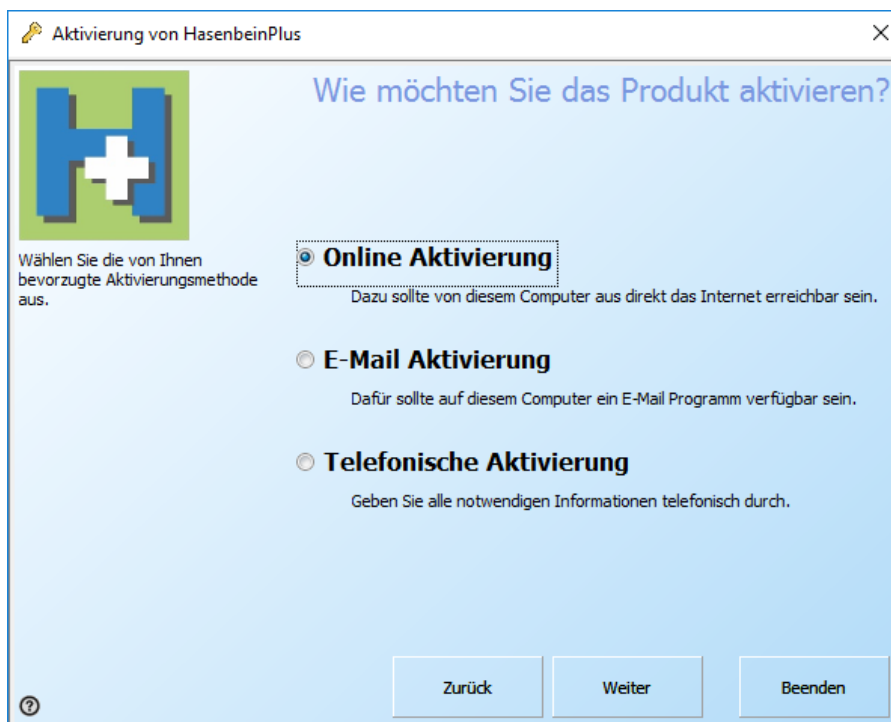 Aktivierung von HasenbeinPlus
Wie möchten Sie das Produkt aktivieren?
Wählen Sie die von Ihnen
bevorzugte Aktivierungsmethode
aus.
Online Aktivierung
Dazu sollte von diesem Computer aus direkt das Internet erreichbar sein.
E-Mail Aktivierung
Dafür sollte auf diesem Computer ein E-Mail Programm verfügbar sein.
Telefonische Aktivierung
Geben Sie alle notwendigen Informationen telefonisch durch.
Zurück
Weiter
Beenden